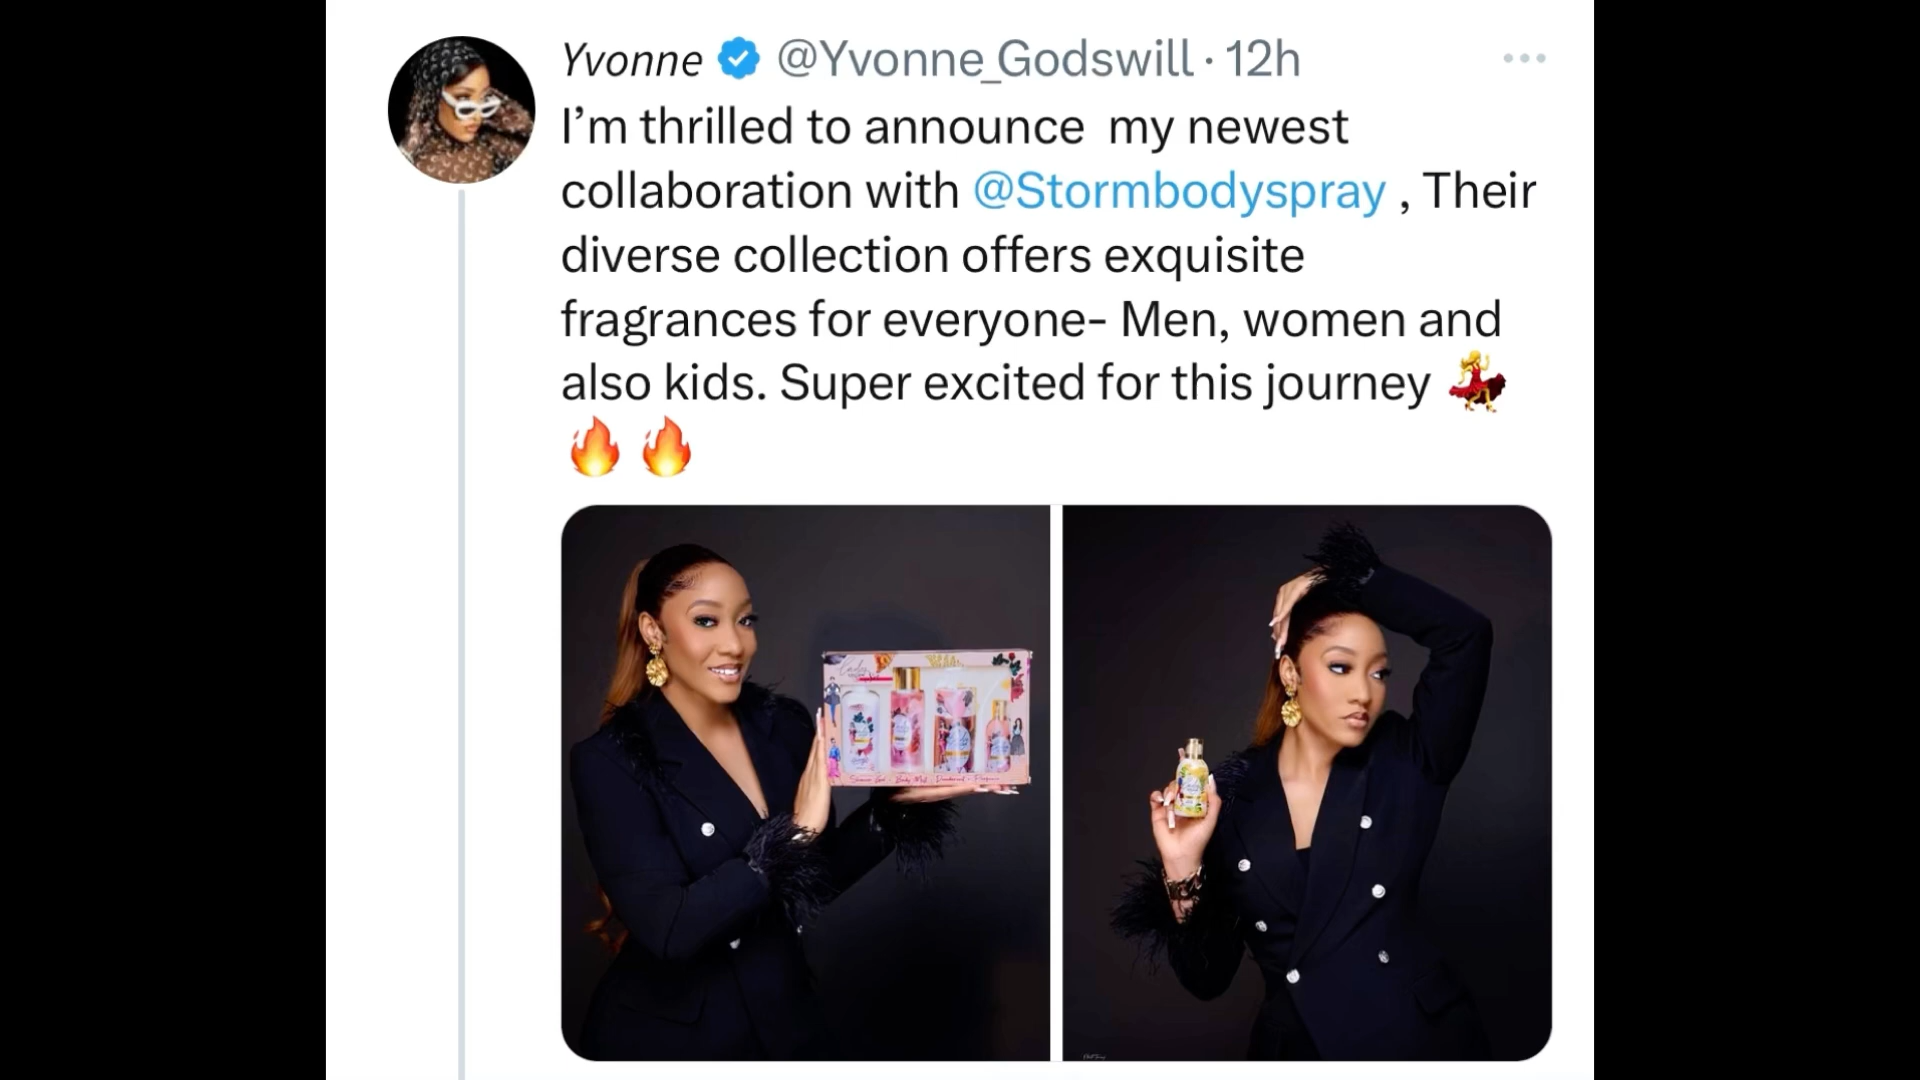 Yvonne @Yvonne_Godswill · 12h
I’m thrilled to announce  my newest
collaboration with @Stormbodyspray , Their
diverse collection offers exquisite
fragrances for everyone- Men, women and
also kids. Super excited for this journey 💃
🔥 🔥